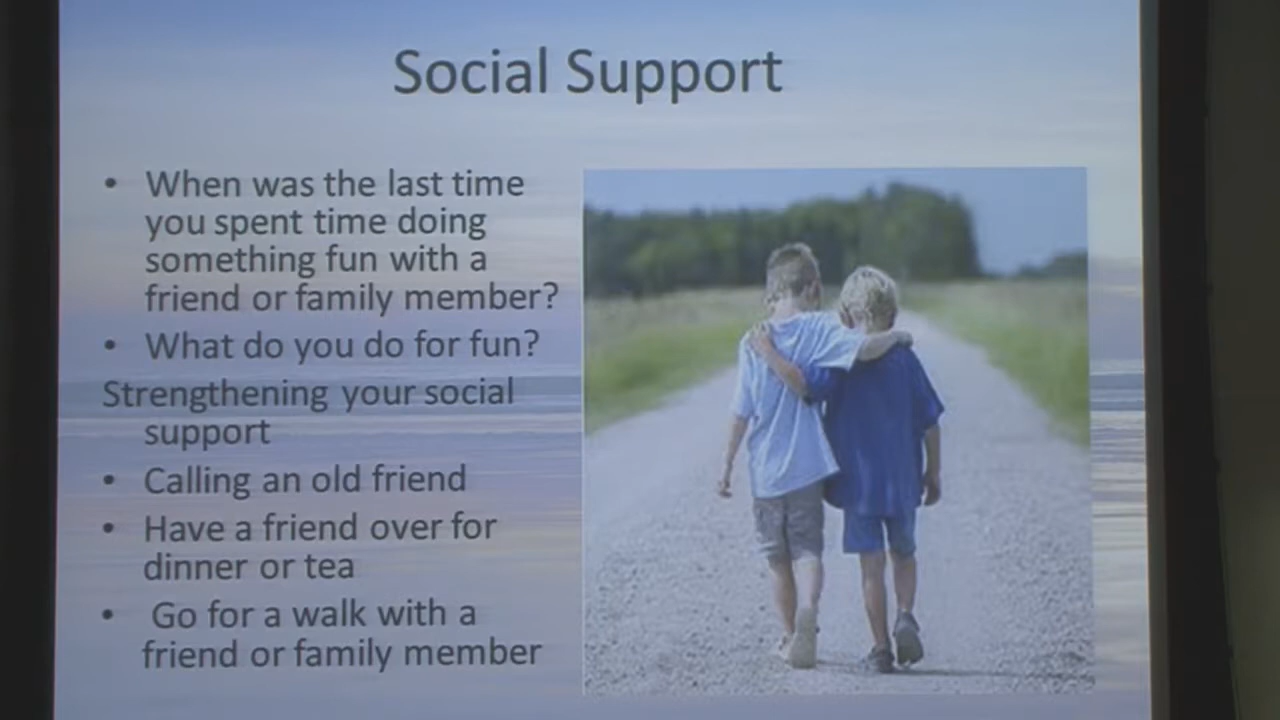 Social Support
• When was the last time
you spent time doing
something fun with a
friend or family member?
• What do you do for fun?
Strengthening your social
support
• Calling an old friend
• Have a friend over for
dinner or tea
• Go for a walk with a
friend or family member